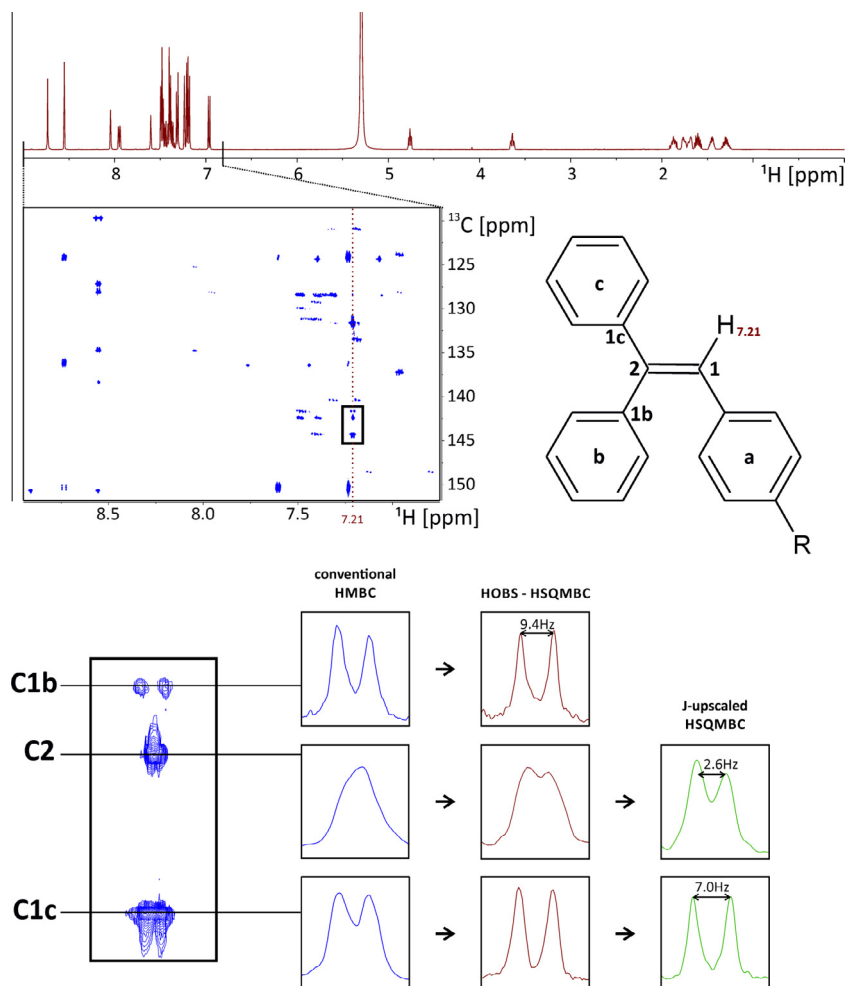 8 7 6 5 4 3 2 ¹H [ppm]
¹³C [ppm]
125
130
135
140
145
150
8.5 8.0 7.5 7.21 ¹H [ppm]
c
1c H 7.21
2 1
1b
b a
R
conventional
HMBC
HOBS - HSQMBC
9.4Hz
C1b
J-upscaled
HSQMBC
C2
2.6Hz
C1c
7.0Hz